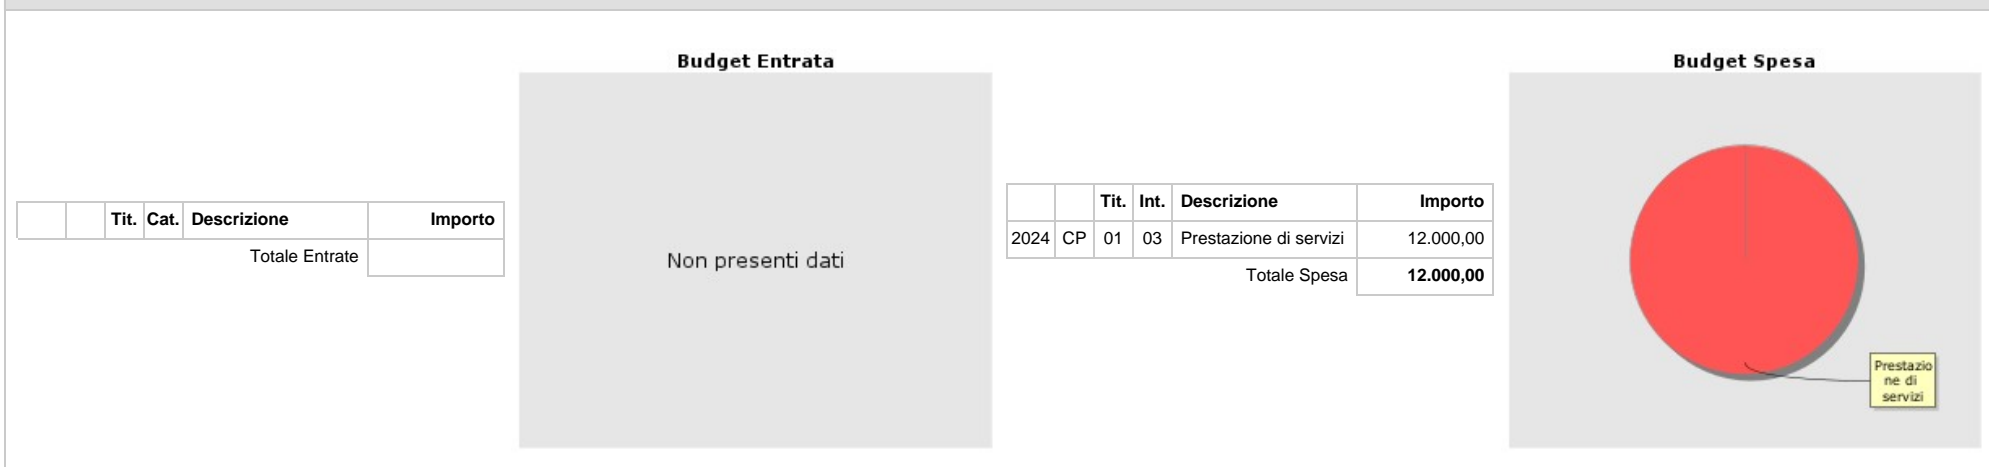 Budget Entrata
Budget Spesa
Tit. Cat. Descrizione Importo
Totale Entrate
Non presenti dati
Tit. Int. Descrizione Importo
2024 CP 01 03 Prestazione di servizi 12.000,00
Totale Spesa 12.000,00
Prestazio
ne di
servizi